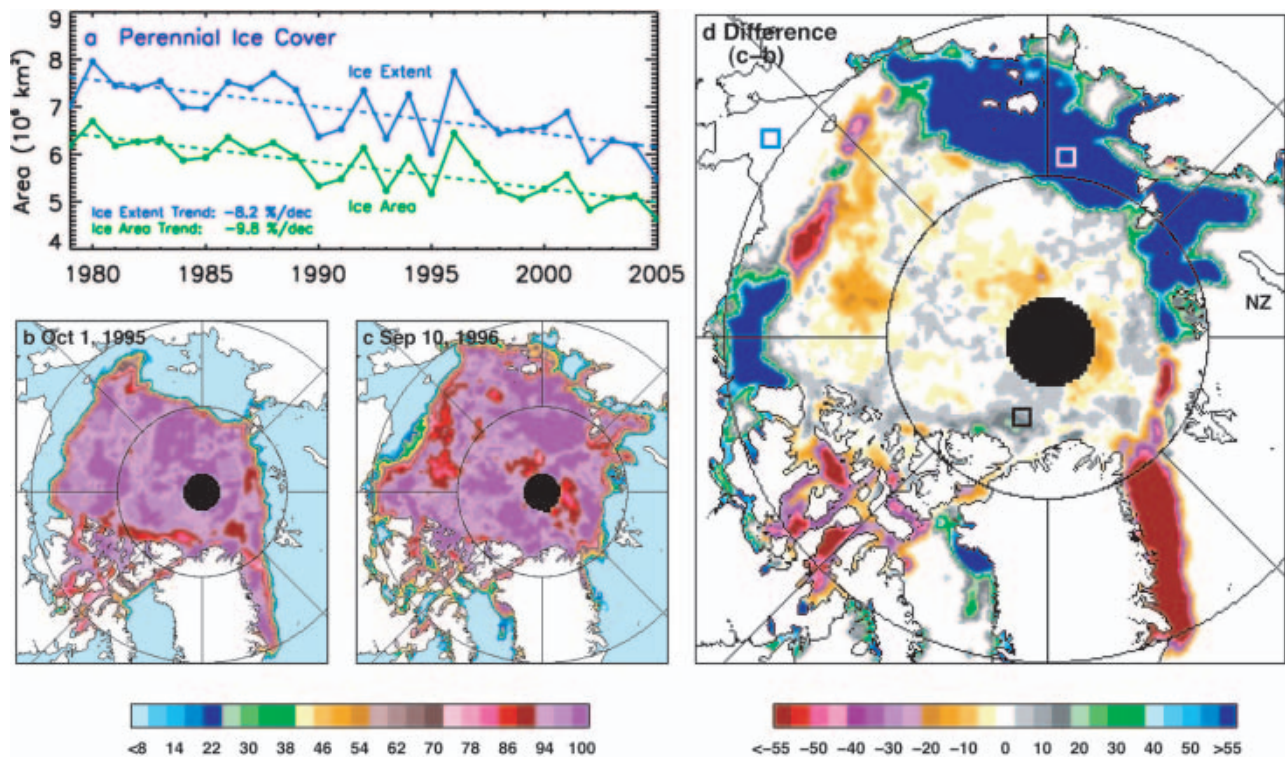 9
8
7
6
5
4
Area (10⁶ km²)
a Perennial Ice Cover
Ice Extent
Ice Area
Ice Extent Trend: -8.2 %/dec
Ice Area Trend: -9.8 %/dec
1980 1985 1990 1995 2000 2005
b Oct 1, 1995
c Sep 10, 1996
d Difference
(c-b)
NZ
<8 14 22 30 38 46 54 62 70 78 86 94 100
<-55 -50 -40 -30 -20 -10 0 10 20 30 40 50 >55